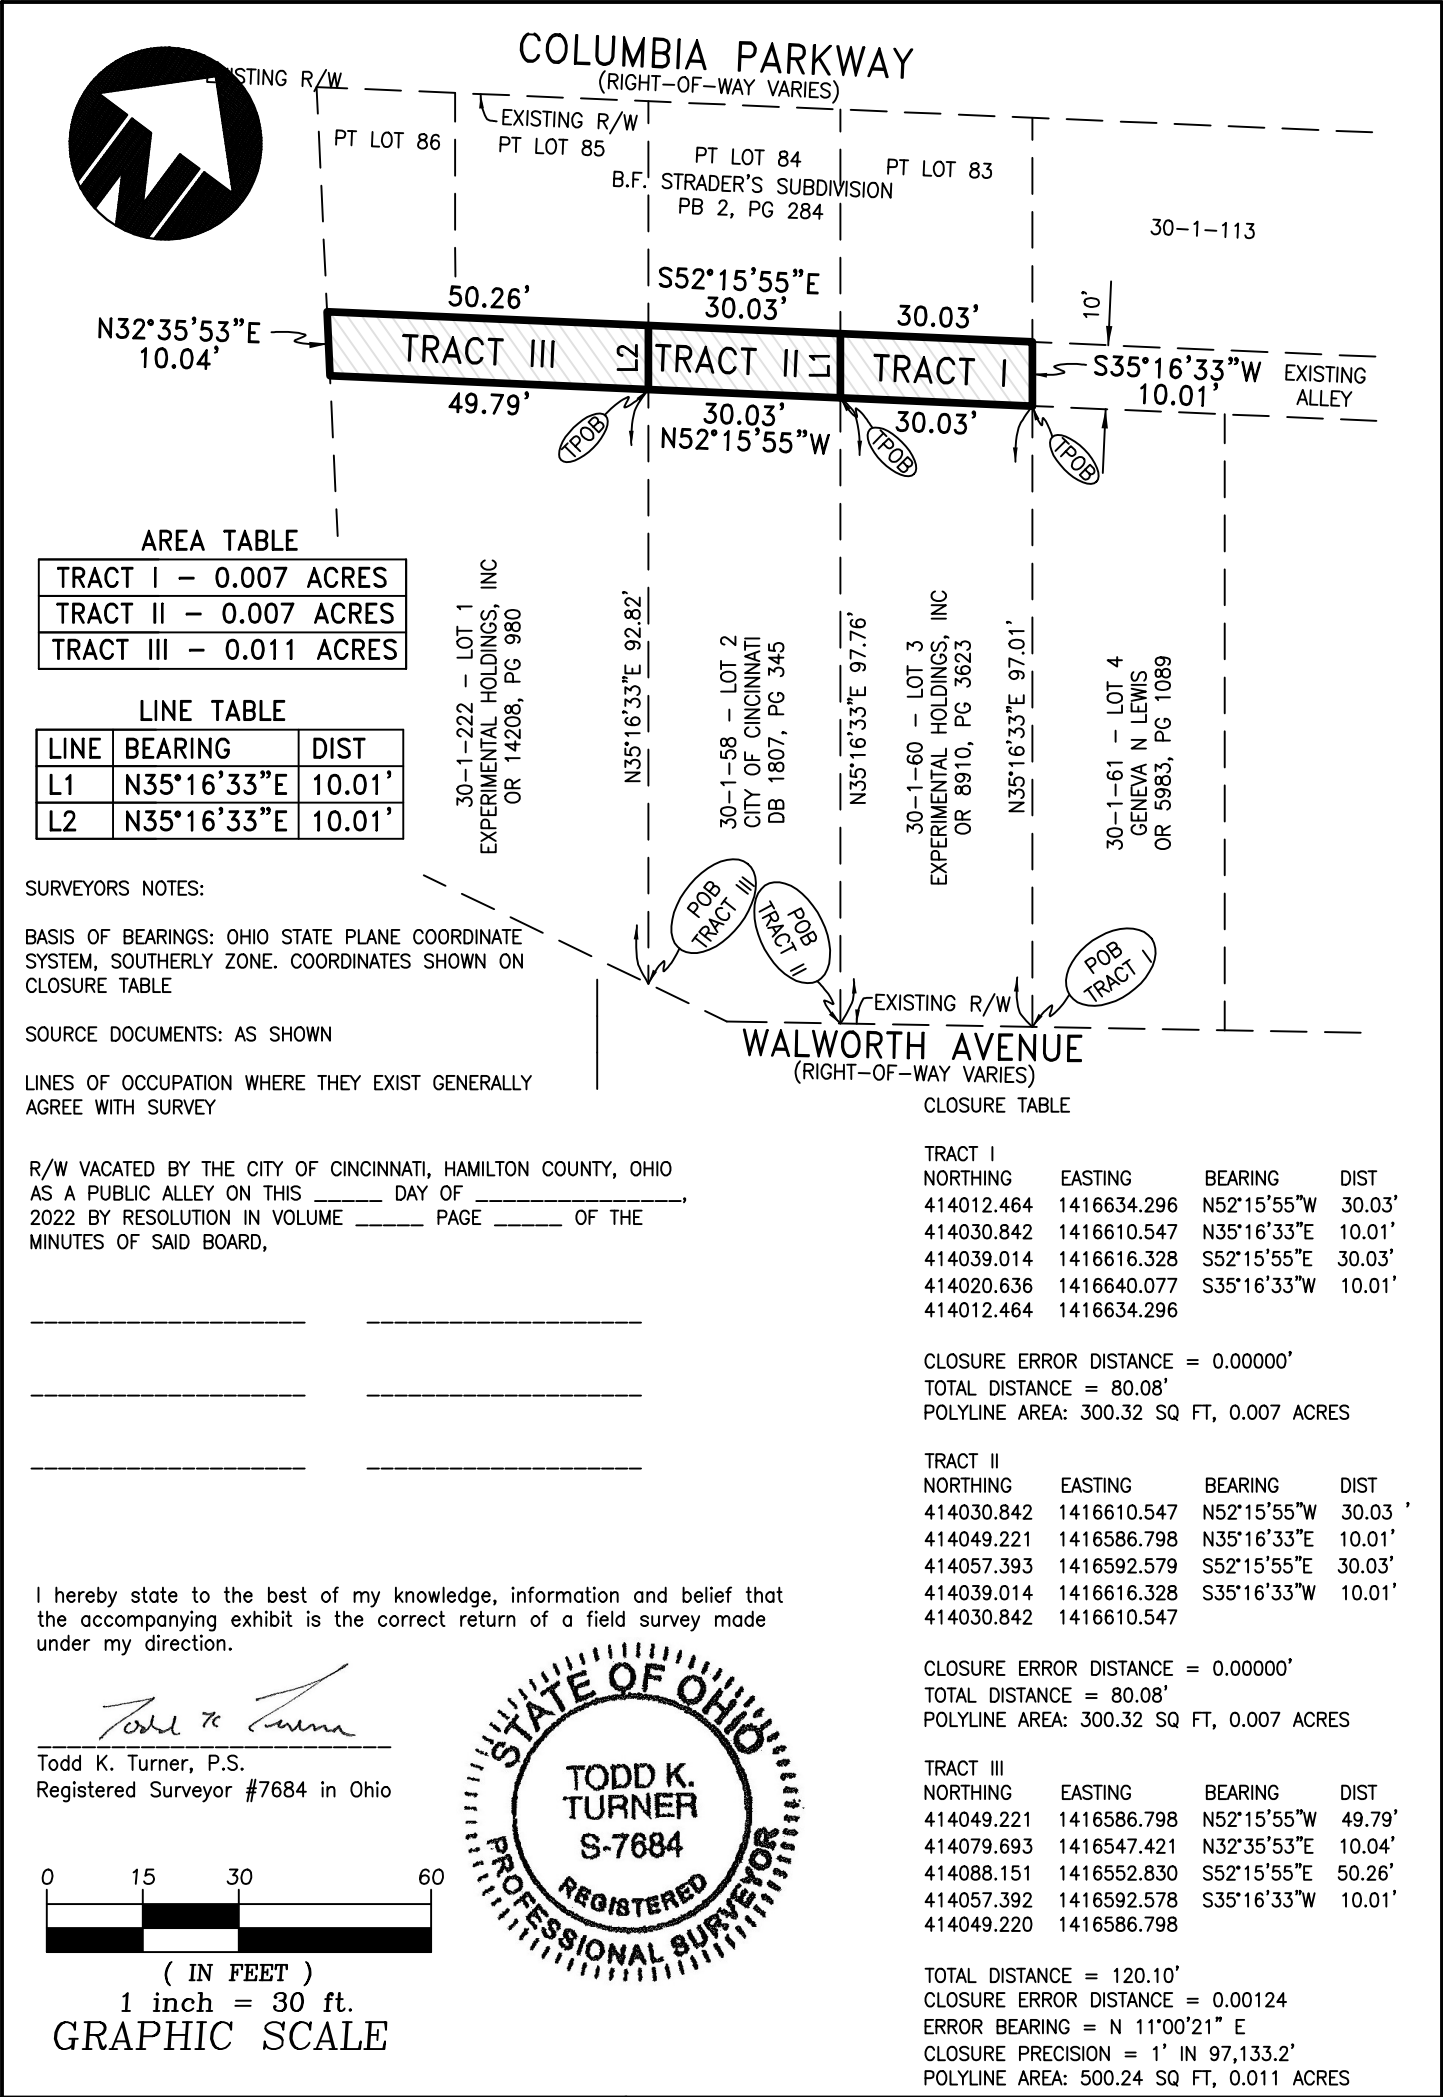 COLUMBIA PARKWAY
(RIGHT-OF-WAY VARIES)
EXISTING R/W
EXISTING R/W
PT LOT 86
PT LOT 85
PT LOT 84
PT LOT 83
B.F. STRADER'S SUBDIVISION
PB 2, PG 284
30-1-113
N
S52°15'55"E
50.26'
30.03'
30.03'
10'
N32°35'53"E
10.04'
TRACT III
L2
TRACT II
L1
TRACT I
S35°16'33"W
10.01'
EXISTING
ALLEY
49.79'
30.03'
N52°15'55"W
30.03'
TPOB
TPOB
TPOB
AREA TABLE
TRACT I - 0.007 ACRES
TRACT II - 0.007 ACRES
TRACT III - 0.011 ACRES
LINE TABLE
LINE BEARING DIST
L1 N35°16'33"E 10.01'
L2 N35°16'33"E 10.01'
30-1-222 - LOT 1
EXPERIMENTAL HOLDINGS, INC
OR 14208, PG 980
N35°16'33"E 92.82'
30-1-58 - LOT 2
CITY OF CINCINNATI
DB 1807, PG 345
N35°16'33"E 97.76'
30-1-60 - LOT 3
EXPERIMENTAL HOLDINGS, INC
OR 8910, PG 3623
N35°16'33"E 97.01'
30-1-61 - LOT 4
GENEVA N LEWIS
OR 5983, PG 1089
POB
TRACT III
POB
TRACT II
POB
TRACT I
EXISTING R/W
WALWORTH AVENUE
(RIGHT-OF-WAY VARIES)
SURVEYORS NOTES:
BASIS OF BEARINGS: OHIO STATE PLANE COORDINATE
SYSTEM, SOUTHERLY ZONE. COORDINATES SHOWN ON
CLOSURE TABLE
SOURCE DOCUMENTS: AS SHOWN
LINES OF OCCUPATION WHERE THEY EXIST GENERALLY
AGREE WITH SURVEY
R/W VACATED BY THE CITY OF CINCINNATI, HAMILTON COUNTY, OHIO
AS A PUBLIC ALLEY ON THIS _____ DAY OF _______________,
2022 BY RESOLUTION IN VOLUME _____ PAGE _____ OF THE
MINUTES OF SAID BOARD,
I hereby state to the best of my knowledge, information and belief that
the accompanying exhibit is the correct return of a field survey made
under my direction.
Todd K Turner
Todd K. Turner, P.S.
Registered Surveyor #7684 in Ohio
STATE OF OHIO
TODD K.
TURNER
S-7684
REGISTERED
PROFESSIONAL SURVEYOR
0 15 30 60
( IN FEET )
1 inch = 30 ft.
GRAPHIC SCALE
CLOSURE TABLE
TRACT I
NORTHING EASTING BEARING DIST
414012.464 1416634.296 N52°15'55"W 30.03'
414030.842 1416610.547 N35°16'33"E 10.01'
414039.014 1416616.328 S52°15'55"E 30.03'
414020.636 1416640.077 S35°16'33"W 10.01'
414012.464 1416634.296
CLOSURE ERROR DISTANCE = 0.00000'
TOTAL DISTANCE = 80.08'
POLYLINE AREA: 300.32 SQ FT, 0.007 ACRES
TRACT II
NORTHING EASTING BEARING DIST
414030.842 1416610.547 N52°15'55"W 30.03 '
414049.221 1416586.798 N35°16'33"E 10.01'
414057.393 1416592.579 S52°15'55"E 30.03'
414039.014 1416616.328 S35°16'33"W 10.01'
414030.842 1416610.547
CLOSURE ERROR DISTANCE = 0.00000'
TOTAL DISTANCE = 80.08'
POLYLINE AREA: 300.32 SQ FT, 0.007 ACRES
TRACT III
NORTHING EASTING BEARING DIST
414049.221 1416586.798 N52°15'55"W 49.79'
414079.693 1416547.421 N32°35'53"E 10.04'
414088.151 1416552.830 S52°15'55"E 50.26'
414057.392 1416592.578 S35°16'33"W 10.01'
414049.220 1416586.798
TOTAL DISTANCE = 120.10'
CLOSURE ERROR DISTANCE = 0.00124
ERROR BEARING = N 11°00'21" E
CLOSURE PRECISION = 1' IN 97,133.2'
POLYLINE AREA: 500.24 SQ FT, 0.011 ACRES